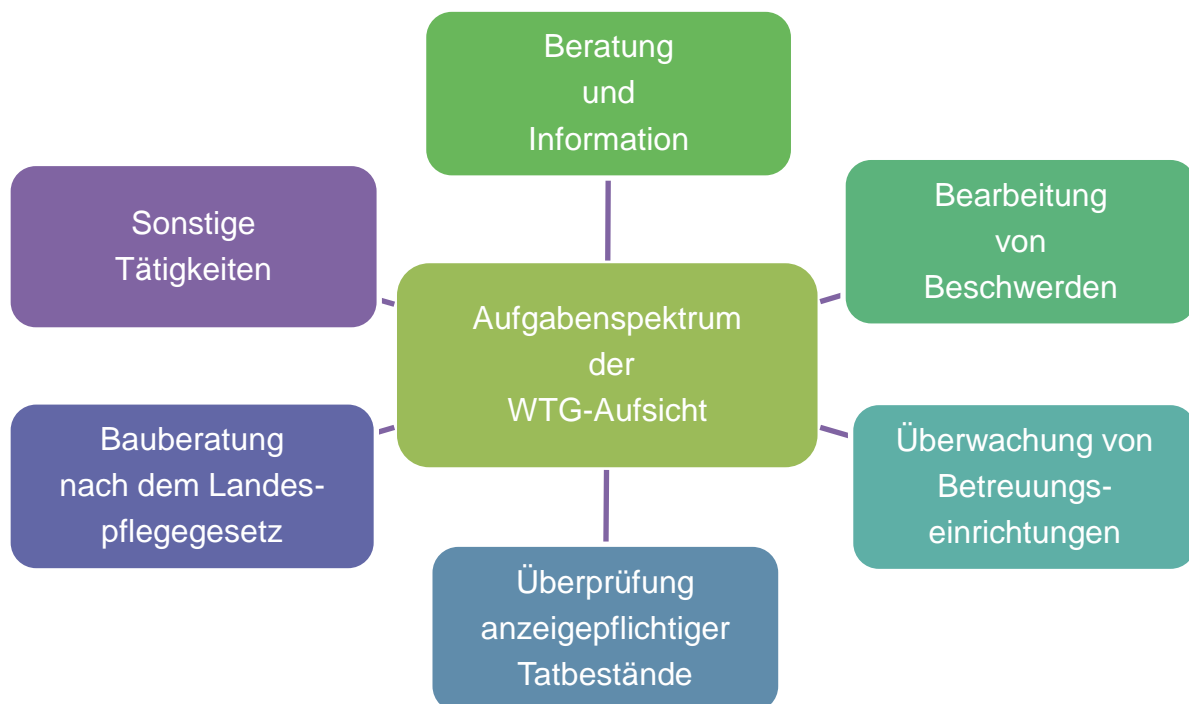 Beratung
und
Information
Sonstige
Tätigkeiten
Bearbeitung
von
Beschwerden
Aufgabenspektrum
der
WTG-Aufsicht
Bauberatung
nach dem Landes-
pflegegesetz
Überwachung von
Betreuungs-
einrichtungen
Überprüfung
anzeigepflichtiger
Tatbestände